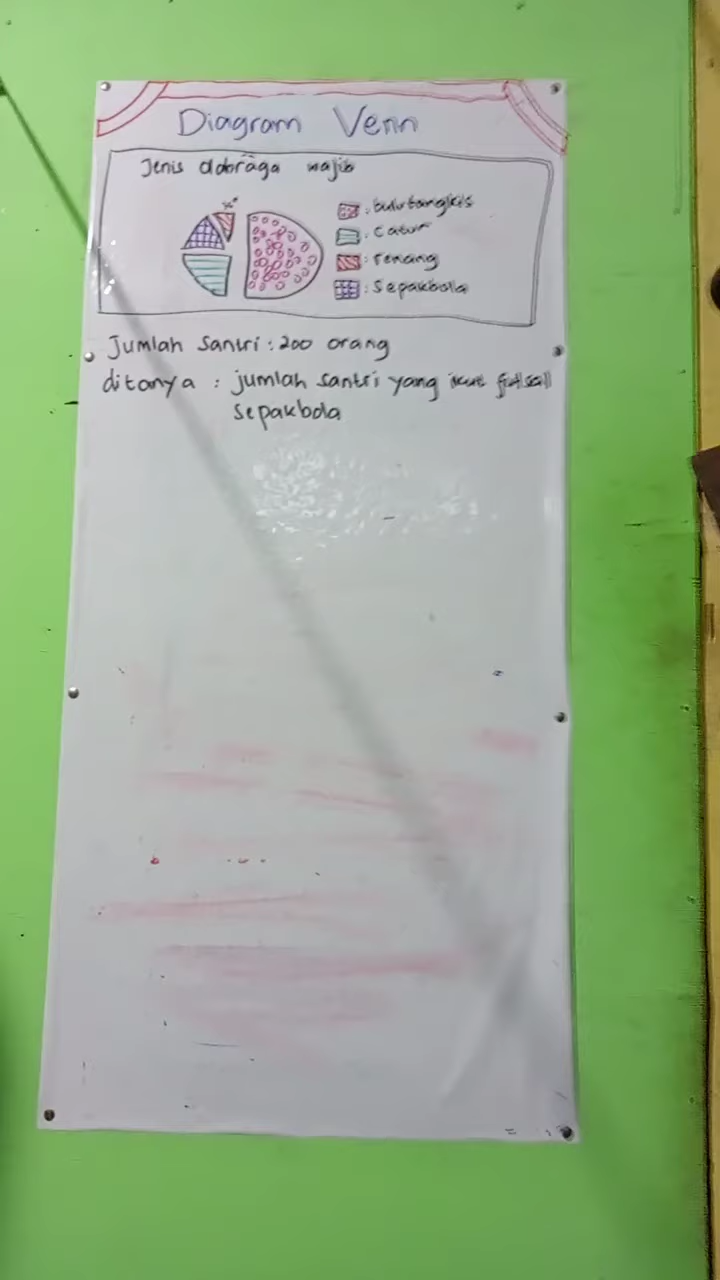 Diagram Venn
Jenis olahraga wajib
: bulutangkis
: Catur
: renang
: Sepakbola
Jumlah Santri : 200 orang
ditanya : jumlah santri yang ikut futsall
sepakbola